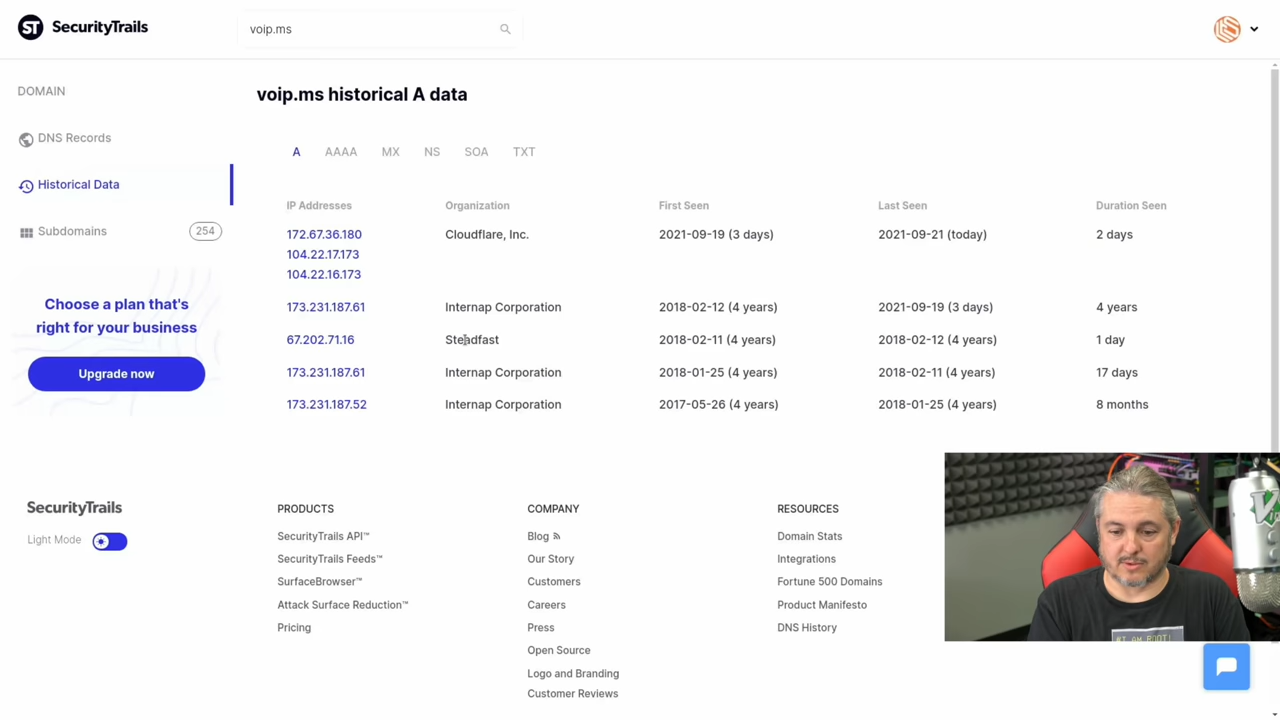 ST SecurityTrails
voip.ms
DOMAIN
DNS Records
Historical Data
Subdomains 254
Choose a plan that's
right for your business
Upgrade now
voip.ms historical A data
A AAAA MX NS SOA TXT
IP Addresses Organization First Seen Last Seen Duration Seen
172.67.36.180 Cloudflare, Inc. 2021-09-19 (3 days) 2021-09-21 (today) 2 days
104.22.17.173
104.22.16.173
173.231.187.61 Internap Corporation 2018-02-12 (4 years) 2021-09-19 (3 days) 4 years
67.202.71.16 Steadfast 2018-02-11 (4 years) 2018-02-12 (4 years) 1 day
173.231.187.61 Internap Corporation 2018-01-25 (4 years) 2018-02-11 (4 years) 17 days
173.231.187.52 Internap Corporation 2017-05-26 (4 years) 2018-01-25 (4 years) 8 months
SecurityTrails
Light Mode
PRODUCTS
SecurityTrails API™
SecurityTrails Feeds™
SurfaceBrowser™
Attack Surface Reduction™
Pricing
COMPANY
Blog
Our Story
Customers
Careers
Press
Open Source
Logo and Branding
Customer Reviews
RESOURCES
Domain Stats
Integrations
Fortune 500 Domains
Product Manifesto
DNS History